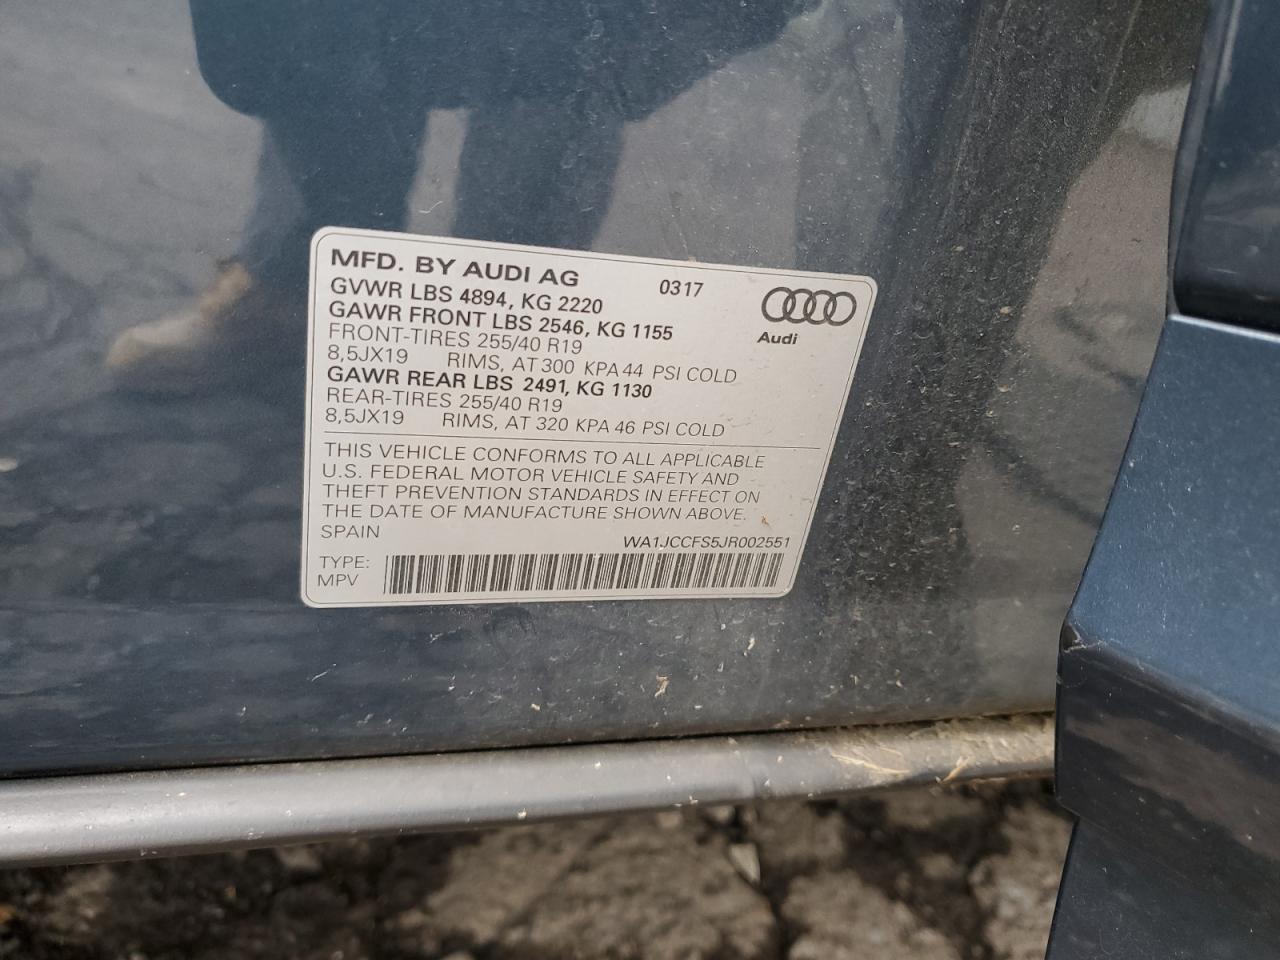 MFD. BY AUDI AG 0317
GVWR LBS 4894, KG 2220
GAWR FRONT LBS 2546, KG 1155
FRONT-TIRES 255/40 R19
8,5JX19 RIMS, AT 300 KPA 44 PSI COLD
GAWR REAR LBS 2491, KG 1130
REAR-TIRES 255/40 R19
8,5JX19 RIMS, AT 320 KPA 46 PSI COLD
Audi
THIS VEHICLE CONFORMS TO ALL APPLICABLE
U.S. FEDERAL MOTOR VEHICLE SAFETY AND
THEFT PREVENTION STANDARDS IN EFFECT ON
THE DATE OF MANUFACTURE SHOWN ABOVE.
SPAIN
WA1JCCFS5JR002551
TYPE:
MPV